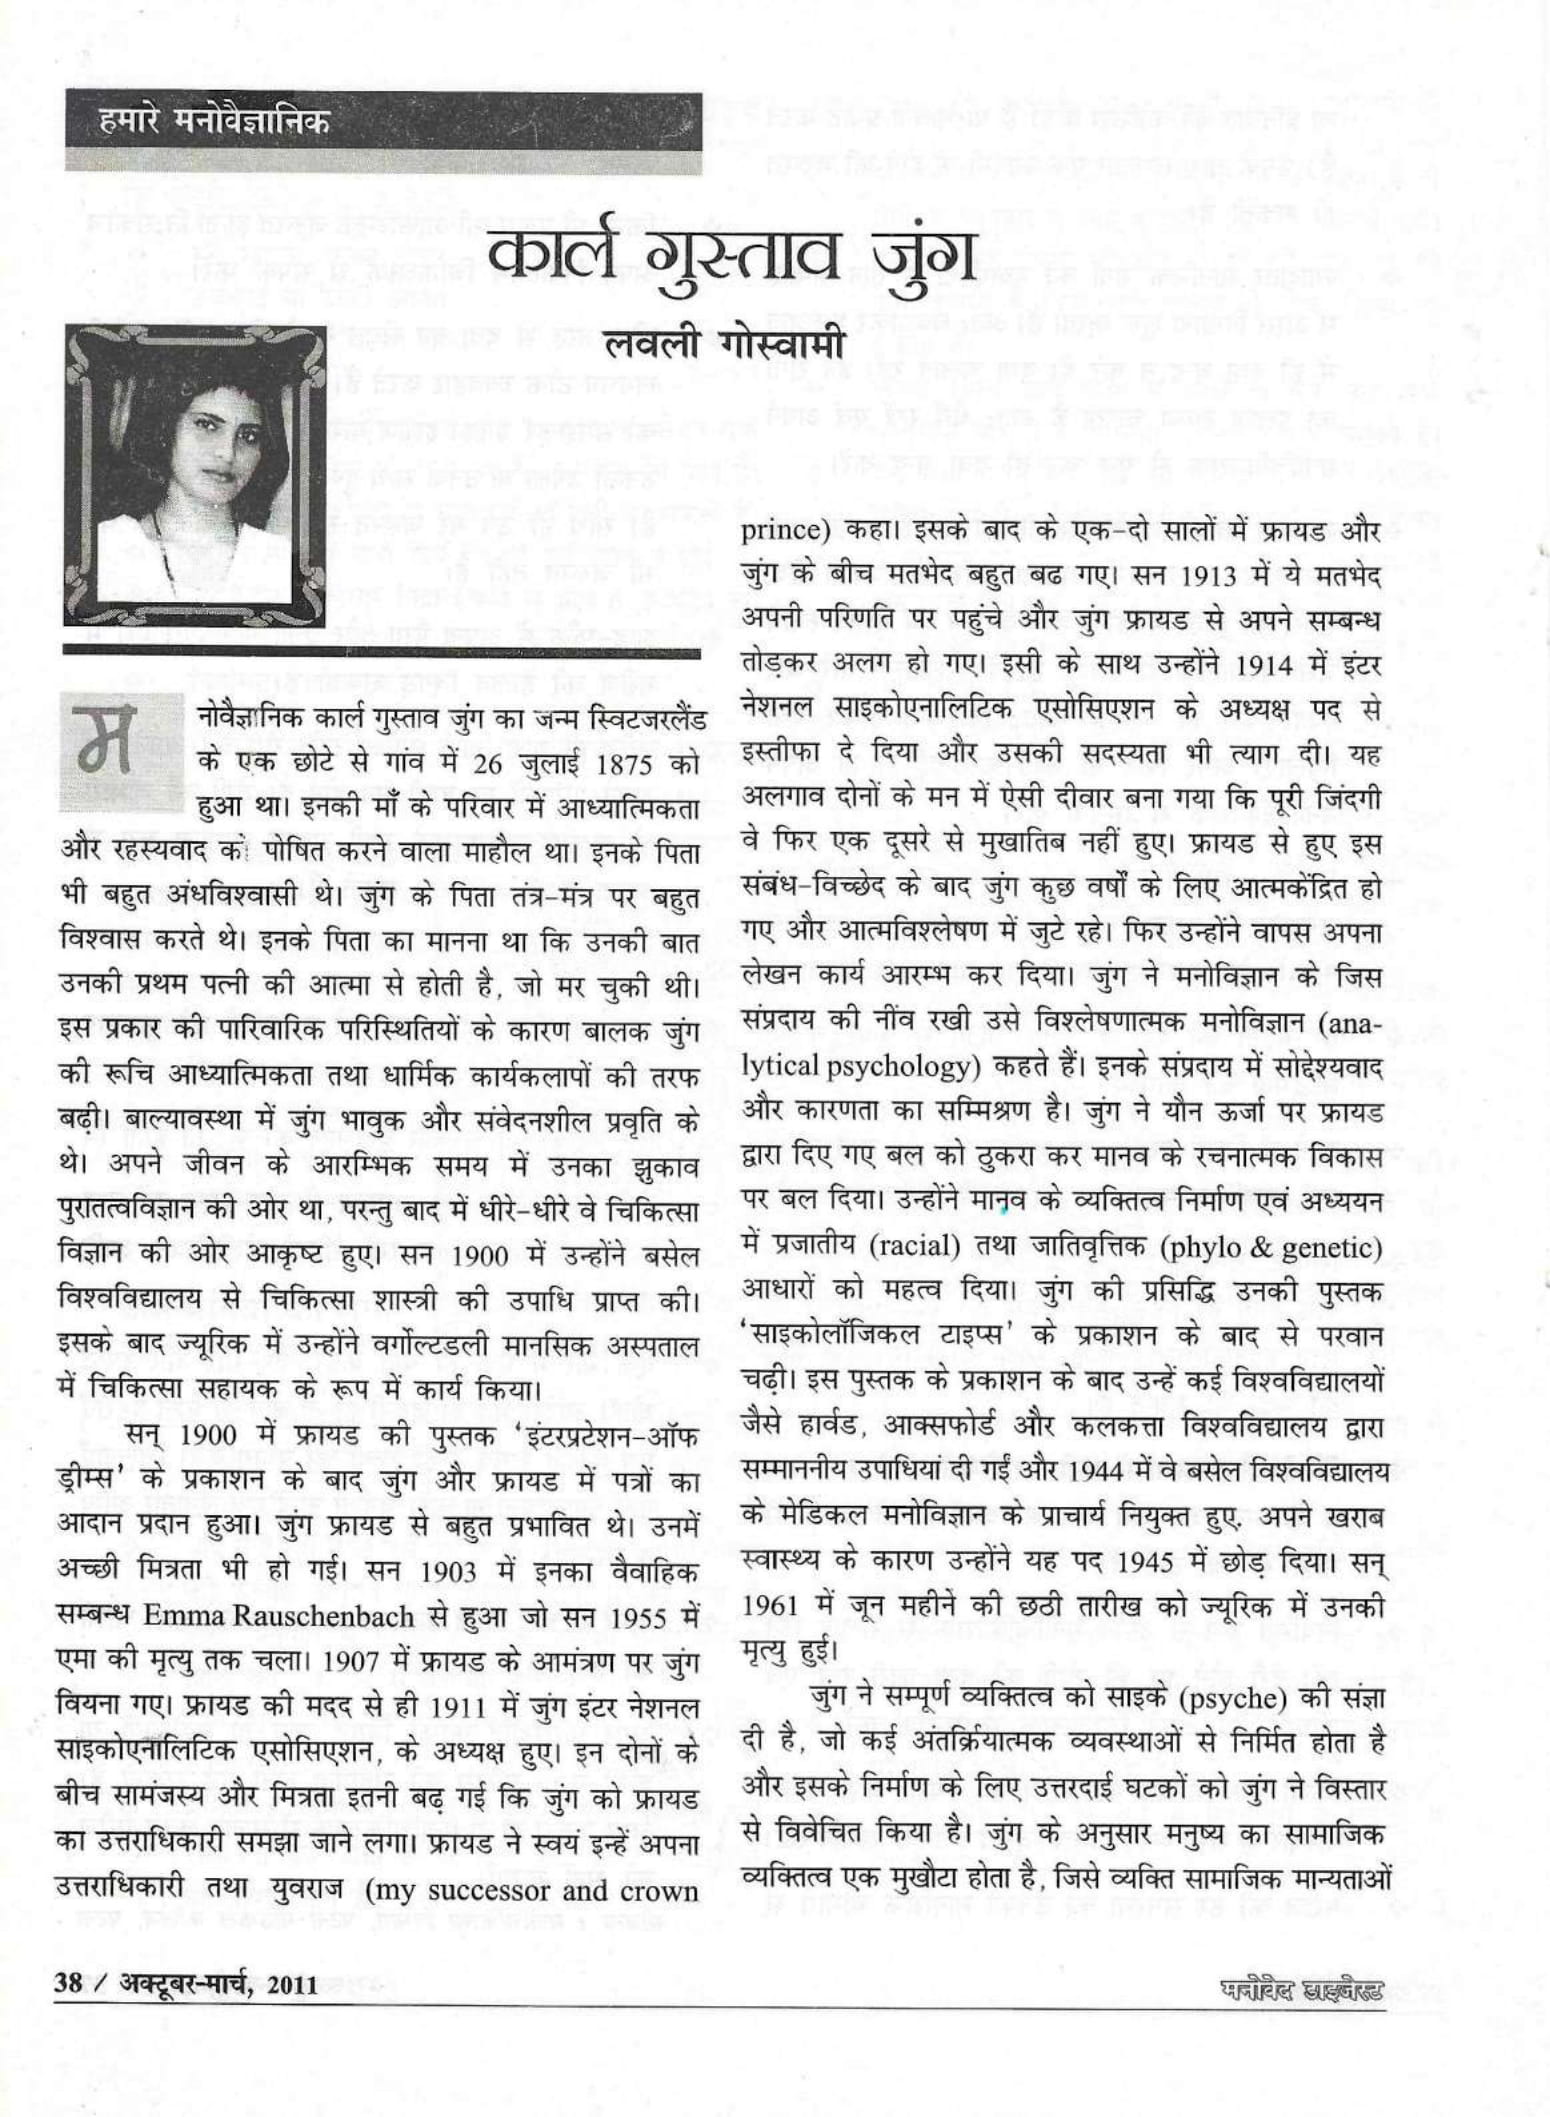 हमारे मनोवैज्ञानिक
कार्ल गुस्ताव जुंग
लवली गोस्वामी
मनोवैज्ञानिक कार्ल गुस्ताव जुंग का जन्म स्विटजरलैंड
के एक छोटे से गांव में 26 जुलाई 1875 को
हुआ था। इनकी माँ के परिवार में आध्यात्मिकता
और रहस्यवाद को पोषित करने वाला माहौल था। इनके पिता
भी बहुत अंधविश्वासी थे। जुंग के पिता तंत्र-मंत्र पर बहुत
विश्वास करते थे। इनके पिता का मानना था कि उनकी बात
उनकी प्रथम पत्नी की आत्मा से होती है, जो मर चुकी थी।
इस प्रकार की पारिवारिक परिस्थितियों के कारण बालक जुंग
की रूचि आध्यात्मिकता तथा धार्मिक कार्यकलापों की तरफ
बढ़ी। बाल्यावस्था में जुंग भावुक और संवेदनशील प्रवृति के
थे। अपने जीवन के आरम्भिक समय में उनका झुकाव
पुरातत्वविज्ञान की ओर था, परन्तु बाद में धीरे-धीरे वे चिकित्सा
विज्ञान की ओर आकृष्ट हुए। सन 1900 में उन्होंने बसेल
विश्वविद्यालय से चिकित्सा शास्त्री की उपाधि प्राप्त की।
इसके बाद ज्यूरिक में उन्होंने वर्गोल्टडली मानसिक अस्पताल
में चिकित्सा सहायक के रूप में कार्य किया।
सन् 1900 में फ्रायड की पुस्तक ‘इंटरप्रटेशन-ऑफ
ड्रीम्स’ के प्रकाशन के बाद जुंग और फ्रायड में पत्रों का
आदान प्रदान हुआ। जुंग फ्रायड से बहुत प्रभावित थे। उनमें
अच्छी मित्रता भी हो गई। सन 1903 में इनका वैवाहिक
सम्बन्ध Emma Rauschenbach से हुआ जो सन 1955 में
एमा की मृत्यु तक चला। 1907 में फ्रायड के आमंत्रण पर जुंग
वियना गए। फ्रायड की मदद से ही 1911 में जुंग इंटर नेशनल
साइकोएनॉलिटिक एसोसिएशन, के अध्यक्ष हुए। इन दोनों के
बीच सामंजस्य और मित्रता इतनी बढ़ गई कि जुंग को फ्रायड
का उत्तराधिकारी समझा जाने लगा। फ्रायड ने स्वयं इन्हें अपना
उत्तराधिकारी तथा युवराज (my successor and crown
prince) कहा। इसके बाद के एक-दो सालों में फ्रायड और
जुंग के बीच मतभेद बहुत बढ गए। सन 1913 में ये मतभेद
अपनी परिणति पर पहुंचे और जुंग फ्रायड से अपने सम्बन्ध
तोड़कर अलग हो गए। इसी के साथ उन्होंने 1914 में इंटर
नेशनल साइकोएनालिटिक एसोसिएशन के अध्यक्ष पद से
इस्तीफा दे दिया और उसकी सदस्यता भी त्याग दी। यह
अलगाव दोनों के मन में ऐसी दीवार बना गया कि पूरी जिंदगी
वे फिर एक दूसरे से मुखातिब नहीं हुए। फ्रायड से हुए इस
संबंध-विच्छेद के बाद जुंग कुछ वर्षों के लिए आत्मकेंद्रित हो
गए और आत्मविश्लेषण में जुटे रहे। फिर उन्होंने वापस अपना
लेखन कार्य आरम्भ कर दिया। जुंग ने मनोविज्ञान के जिस
संप्रदाय की नींव रखी उसे विश्लेषणात्मक मनोविज्ञान (ana-
lytical psychology) कहते हैं। इनके संप्रदाय में सोद्देश्यवाद
और कारणता का सम्मिश्रण है। जुंग ने यौन ऊर्जा पर फ्रायड
द्वारा दिए गए बल को ठुकरा कर मानव के रचनात्मक विकास
पर बल दिया। उन्होंने मानव के व्यक्तित्व निर्माण एवं अध्ययन
में प्रजातीय (racial) तथा जातिवृत्तिक (phylo & genetic)
आधारों को महत्व दिया। जुंग की प्रसिद्धि उनकी पुस्तक
‘साइकोलॉजिकल टाइप्स’ के प्रकाशन के बाद से परवान
चढ़ी। इस पुस्तक के प्रकाशन के बाद उन्हें कई विश्वविद्यालयों
जैसे हार्वड, आक्सफोर्ड और कलकत्ता विश्वविद्यालय द्वारा
सम्माननीय उपाधियां दी गईं और 1944 में वे बसेल विश्वविद्यालय
के मेडिकल मनोविज्ञान के प्राचार्य नियुक्त हुए. अपने खराब
स्वास्थ्य के कारण उन्होंने यह पद 1945 में छोड़ दिया। सन्
1961 में जून महीने की छठी तारीख को ज्यूरिक में उनकी
मृत्यु हुई।
जुंग ने सम्पूर्ण व्यक्तित्व को साइके (psyche) की संज्ञा
दी है, जो कई अंतर्क्रियात्मक व्यवस्थाओं से निर्मित होता है
और इसके निर्माण के लिए उत्तरदाई घटकों को जुंग ने विस्तार
से विवेचित किया है। जुंग के अनुसार मनुष्य का सामाजिक
व्यक्तित्व एक मुखौटा होता है, जिसे व्यक्ति सामाजिक मान्यताओं
38 / अक्टूबर-मार्च, 2011
मनोवेद डाइजेस्ट